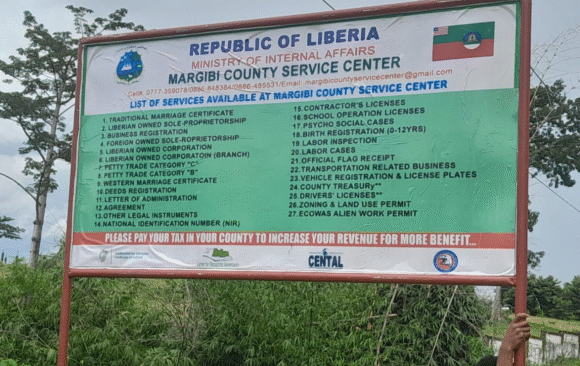 REPUBLIC OF LIBERIA
MINISTRY OF INTERNAL AFFAIRS
MARGIBI COUNTY SERVICE CENTER
margibicountyservicecenter@gmail.com
LIST OF SERVICES AVAILABLE AT MARGIBI COUNTY SERVICE CENTER
1. TRADITIONAL MARRIAGE CERTIFICATE
2. LIBERIAN OWNED SOLE-PROPRIETORSHIP
3. BUSINESS REGISTRATION
4. FOREIGN OWNED SOLE-ROPRIETORSHIP
5. LIBERIAN OWNED CORPORATION
6. LIBERIAN OWNED CORPORATOIN (BRANCH)
7. PETTY TRADE CATEGORY "C"
8. PETTY TRADE CATEGORY "B"
9. WESTERN MARRIAGE CERTIFICATE
10. DEEDS REGISTRATION
11. LETTER OF ADMINISTRATION
12 AGREEMENT
13. OTHER LEGAL INSTRUMENTS
14. NATIONAL IDENTIFICATION NUMBER (NIR)
15. CONTRACTOR'S LICENSES
16. SCHOOL OPERATION LICENSES
17. PSYCHO SOCIAL CASES
18. BIRTH REGISTRATION (0-12YRS)
19. LABOR INSPECTION
20. LABOR CASES
21. OFFICIAL FLAG RECEIPT
22. TRANSPORTATION RELATED BUSINESS
23. VEHICLE REGISTRATION & LICENSE PLATES
24. COUNTY TREASURY**
25. DRIVERS' LICENSES**
26. ZONING & LAND USE PERMIT
27. ECOWAS ALIEN WORK PERMIT
PLEASE PAY YOUR TAX IN YOUR COUNTY TO INCREASE YOUR REVENUE FOR MORE BENEFIT...
CENTAL